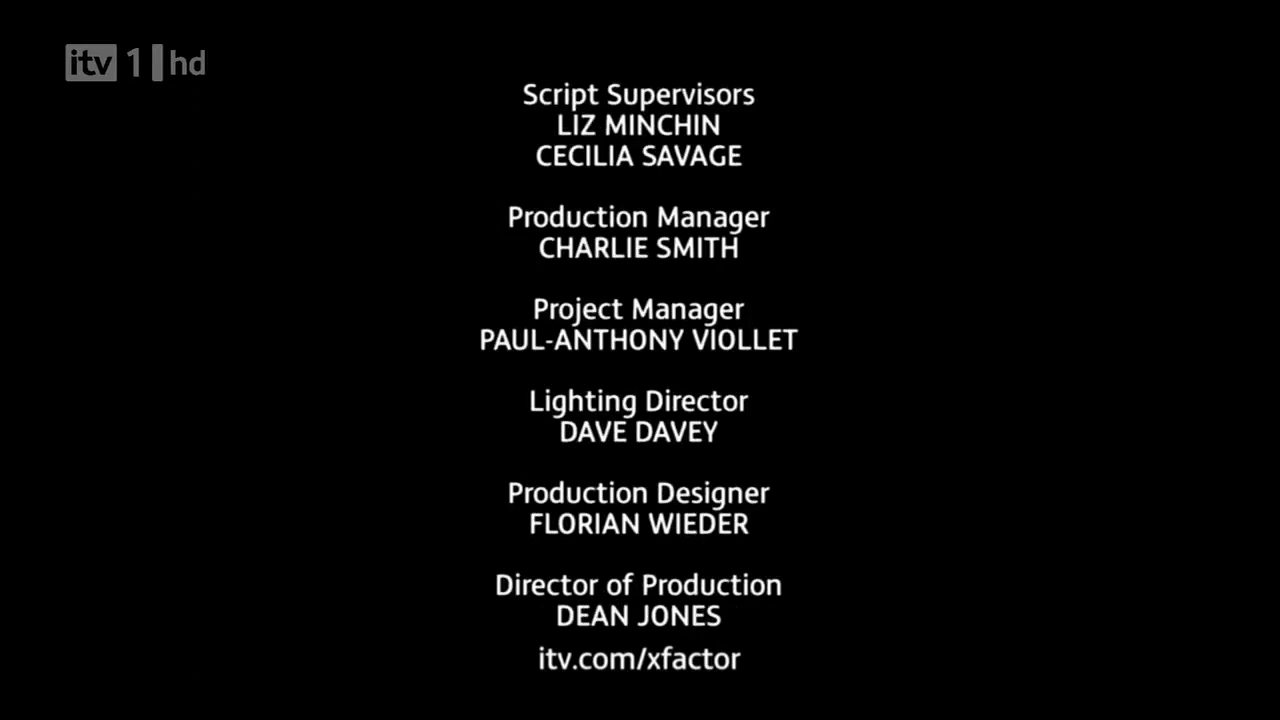 itv 1 hd
Script Supervisors
LIZ MINCHIN
CECILIA SAVAGE
Production Manager
CHARLIE SMITH
Project Manager
PAUL-ANTHONY VIOLLET
Lighting Director
DAVE DAVEY
Production Designer
FLORIAN WIEDER
Director of Production
DEAN JONES
itv.com/xfactor